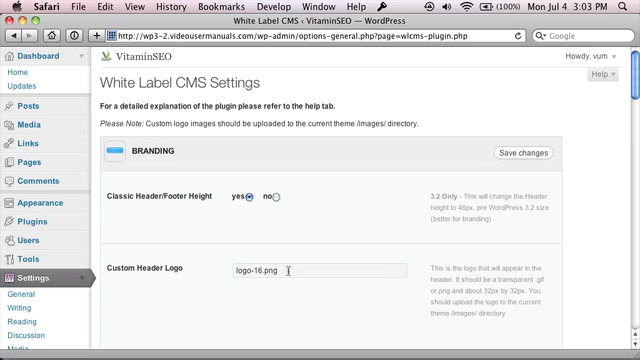 Safari File Edit View History Bookmarks Develop Window Help (100%) Mon Jul 4 3:03 PM
White Label CMS ‹ VitaminSEO — WordPress
http://wp3-2.videousermanuals.com/wp-admin/options-general.php?page=wlcms-plugin.php
Google
VitaminSEO
Howdy, vum
Help
White Label CMS Settings
For a detailed explanation of the plugin please refer to the help tab.
Please Note: Custom logo images should be uploaded to the current theme /images/ directory.
Dashboard
Home
Updates
Posts
Media
Links
Pages
Comments
Appearance
Plugins
Users
Tools
Settings
General
Writing
Reading
Discussion
Media
BRANDING
Save changes
Classic Header/Footer Height
yes no
3.2 Only - This will change the Header
height to 46px, pre WordPress 3.2 size
(better for branding)
Custom Header Logo
logo-16.png
This is the logo that will appear in the
header. It should be a transparent .gif
or.png and about 32px by 32px. You
should upload the logo to the current
theme /images/ directory